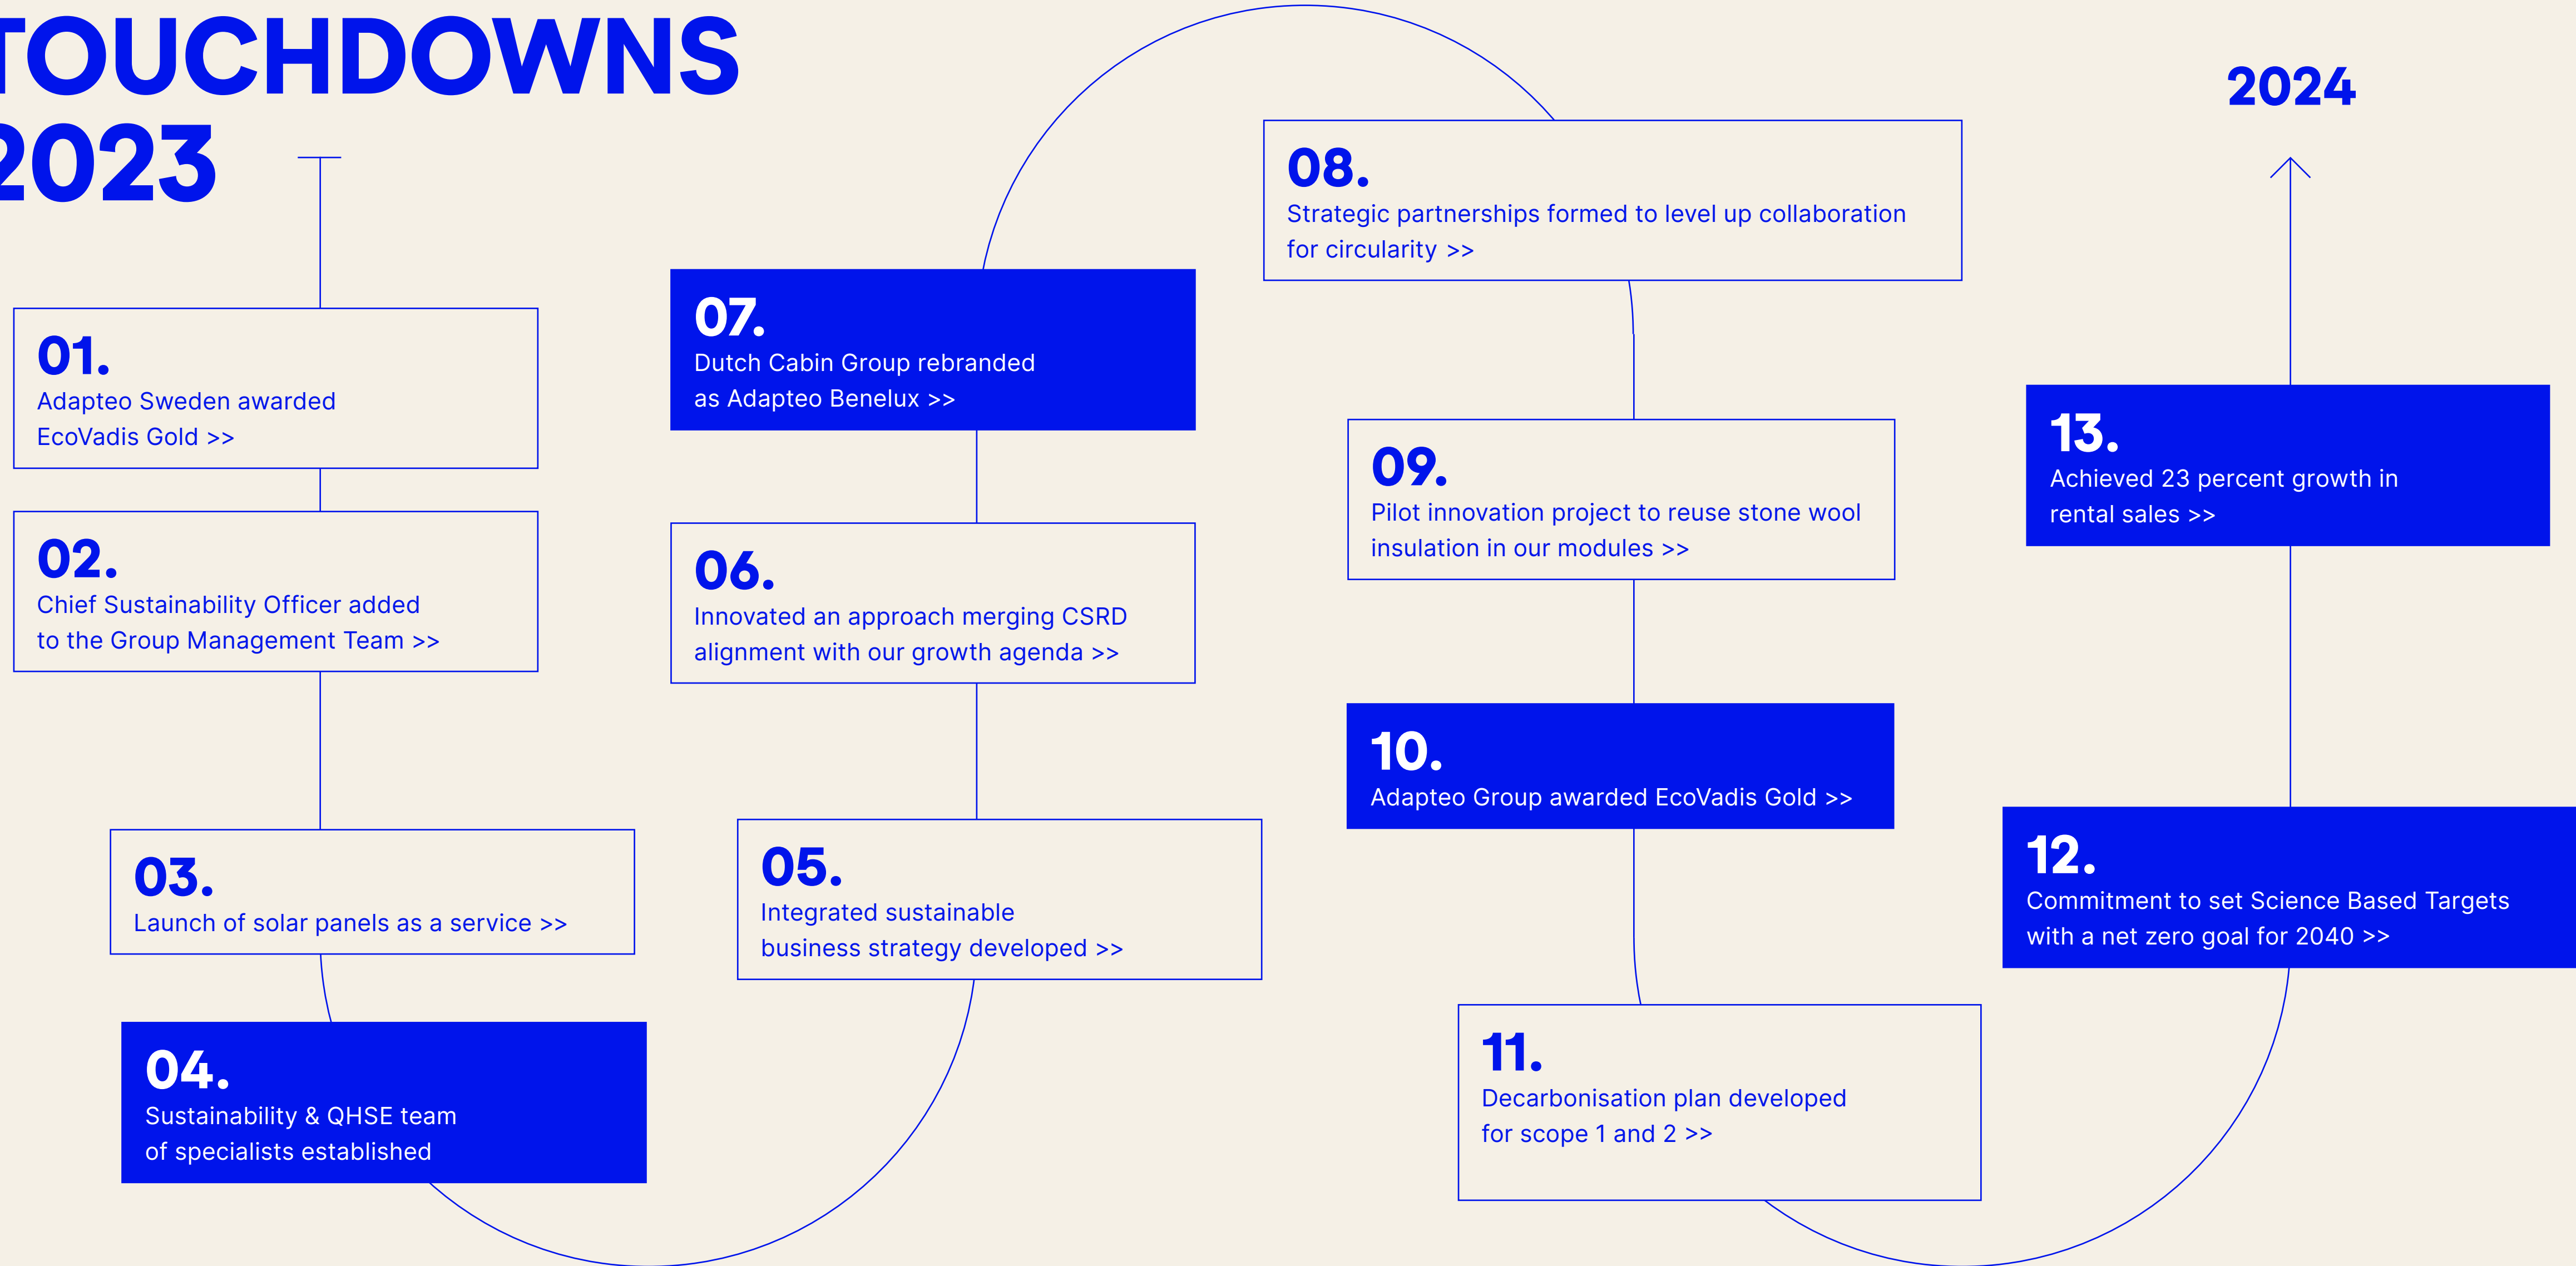 TOUCHDOWNS
2023
01.
Adapteo Sweden awarded
EcoVadis Gold >>
02.
Chief Sustainability Officer added
to the Group Management Team >>
03.
Launch of solar panels as a service >>
04.
Sustainability & QHSE team
of specialists established
05.
Integrated sustainable
business strategy developed >>
06.
Innovated an approach merging CSRD
alignment with our growth agenda >>
07.
Dutch Cabin Group rebranded
as Adapteo Benelux >>
08.
Strategic partnerships formed to level up collaboration
for circularity >>
09.
Pilot innovation project to reuse stone wool
insulation in our modules >>
10.
Adapteo Group awarded EcoVadis Gold >>
11.
Decarbonisation plan developed
for scope 1 and 2 >>
12.
Commitment to set Science Based Targets
with a net zero goal for 2040 >>
13.
Achieved 23 percent growth in
rental sales >>
2024